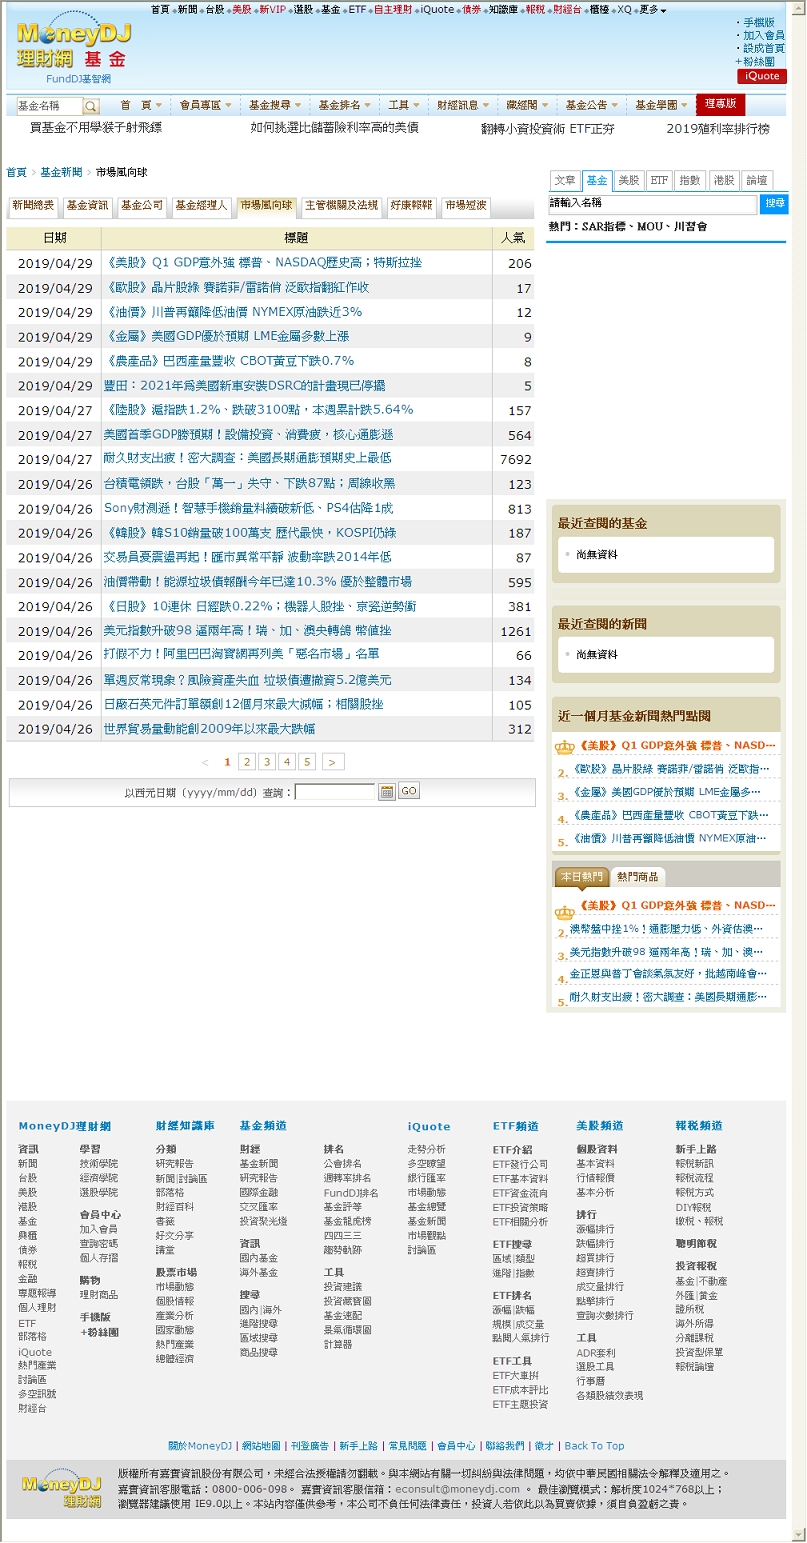 首頁 新聞 台股 美股 新VIP 選股 基金 ETF 自主理財 iQuote 債券 知識庫 報稅 財經台 櫃檯 XQ 更多
MoneyDJ
理財網 基金
FundDJ基智網
·手機版
·加入會員
·設成首頁
+粉絲團
iQuote
基金名稱
首 頁 會員專區 基金搜尋 基金排名 工具 財經訊息 藏經閣 基金公告 基金學園 理專版
買基金不用學猴子射飛鏢 如何挑選比儲蓄險利率高的美債 翻轉小資投資術 ETF正夯 2019殖利率排行榜
首頁 > 基金新聞 > 市場風向球
新聞總表 基金資訊 基金公司 基金經理人 市場風向球 主管機關及法規 好康報報 市場短波
日期 標題 人氣
2019/04/29 《美股》Q1 GDP意外強 標普、NASDAQ歷史高；特斯拉挫 206
2019/04/29 《歐股》晶片股綠 賽諾菲/雷諾俏 泛歐指翻紅作收 17
2019/04/29 《油價》川普再籲降低油價 NYMEX原油跌近3% 12
2019/04/29 《金屬》美國GDP優於預期 LME金屬多數上漲 9
2019/04/29 《農產品》巴西產量豐收 CBOT黃豆下跌0.7% 8
2019/04/29 豐田：2021年為美國新車安裝DSRC的計畫現已停擺 5
2019/04/27 《陸股》滬指跌1.2%、跌破3100點，本週累計跌5.64% 157
2019/04/27 美國首季GDP勝預期！設備投資、消費疲，核心通膨遜 564
2019/04/27 耐久財支出疲！密大調查：美國長期通膨預期史上最低 7692
2019/04/26 台積電領跌，台股「萬一」失守、下跌87點；周線收黑 123
2019/04/26 Sony財測遜！智慧手機銷量料續破新低、PS4估降1成 813
2019/04/26 《韓股》韓S10銷量破100萬支 歷代最快，KOSPI仍綠 187
2019/04/26 交易員憂震盪再起！匯市異常平靜 波動率跌2014年低 87
2019/04/26 油價帶動！能源垃圾債報酬今年已達10.3% 優於整體市場 595
2019/04/26 《日股》10連休 日經跌0.22%；機器人股挫、京瓷逆勢衝 381
2019/04/26 美元指數升破98 逼兩年高！瑞、加、澳央轉鴿 幣值挫 1261
2019/04/26 打假不力！阿里巴巴淘寶網再列美「惡名市場」名單 66
2019/04/26 單週反常現象？風險資產失血 垃圾債遭撤資5.2億美元 134
2019/04/26 日廠石英元件訂單額創12個月來最大減幅；相關股挫 105
2019/04/26 世界貿易量動能創2009年以來最大跌幅 312
< 1 2 3 4 5 >
以西元日期（yyyy/mm/dd）查詢： GO
文章 基金 美股 ETF 指數 港股 論壇
請輸入名稱 搜尋
熱門：SAR指標、MOU、川習會
最近查閱的基金
尚無資料
最近查閱的新聞
尚無資料
近一個月基金新聞熱門點閱
《美股》Q1 GDP意外強 標普、NASD…
2. 《歐股》晶片股綠 賽諾菲/雷諾俏 泛歐指…
3. 《金屬》美國GDP優於預期 LME金屬多…
4. 《農產品》巴西產量豐收 CBOT黃豆下跌…
5. 《油價》川普再籲降低油價 NYMEX原油…
本日熱門 熱門商品
《美股》Q1 GDP意外強 標普、NASD…
2. 澳幣盤中挫1%！通膨壓力低、外資估澳…
3. 美元指數升破98 逼兩年高！瑞、加、澳…
4. 金正恩與普丁會談氣氛友好，批越南峰會…
5. 耐久財支出疲！密大調查：美國長期通膨…
MoneyDJ理財網
資訊
新聞
台股
美股
港股
基金
興櫃
債券
報稅
金融
專題報導
個人理財
ETF
部落格
iQuote
熱門產業
討論區
多空訊號
財經台
學習
技術學院
經濟學院
選股學院
會員中心
加入會員
查詢密碼
個人存摺
購物
理財商品
手機版
+粉絲團
財經知識庫
分類
研究報告
新聞|討論區
部落格
財經百科
書籤
好文分享
講堂
股票市場
市場動態
個股情報
產業分析
國家動態
熱門產業
總體經濟
基金頻道
財經
基金新聞
研究報告
國際金融
交叉匯率
投資聚光燈
資訊
國內基金
海外基金
搜尋
國內|海外
進階搜尋
區域搜尋
商品搜尋
排名
公會排名
週轉率排名
FundDJ排名
基金評等
基金龍虎榜
四四三三
趨勢軌跡
工具
投資建議
投資藏寶圖
基金速配
景氣循環圖
計算器
iQuote
走勢分析
多空瞭望
銀行匯率
市場動態
基金總覽
基金新聞
市場觀點
討論區
ETF頻道
ETF介紹
ETF發行公司
ETF基本資料
ETF資金流向
ETF投資策略
ETF相關分析
ETF搜尋
區域|類型
進階|指數
ETF排名
漲幅|跌幅
規模|成交量
點閱人氣排行
ETF工具
ETF大車拚
ETF成本評比
ETF主題投資
美股頻道
個股資料
基本資料
行情報價
基本分析
排行
漲幅排行
跌幅排行
超買排行
超賣排行
成交量排行
點擊排行
查詢次數排行
工具
ADR套利
選股工具
行事曆
各類股績效表現
報稅頻道
新手上路
報稅新訊
報稅流程
報稅方式
DIY報稅
繳稅、報稅
聰明節稅
投資報稅
基金|不動產
外匯|黃金
證所稅
海外所得
分離課稅
投資型保單
報稅論壇
關於MoneyDJ | 網站地圖 | 刊登廣告 | 新手上路 | 常見問題 | 會員中心 | 聯絡我們 | 徵才 | Back To Top
MoneyDJ
理財網
版權所有嘉實資訊股份有限公司，未經合法授權請勿翻載。與本網站有關一切糾紛與法律問題，均依中華民國相關法令解釋及適用之。
嘉實資訊客服電話：0800-006-098。 嘉實資訊客服信箱：econsult@moneydj.com 。 最佳瀏覽模式：解析度1024*768以上；
瀏覽器建議使用 IE9.0以上。本站內容僅供參考，本公司不負任何法律責任，投資人若依此以為買賣依據，須自負盈虧之責。